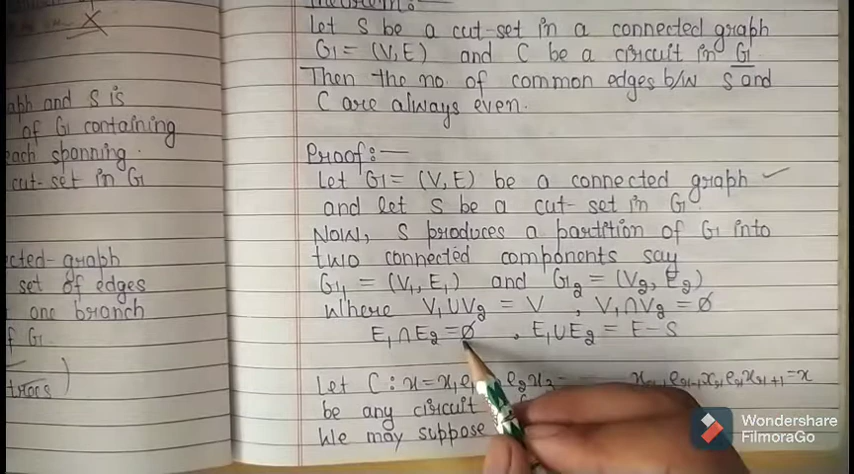 X
aph and S is
of G containing
each spanning
cut-set in G
cted-graph
set of edges
one branch
f G
trees )
Theorem:-
Let S be a cut-set in a connected graph
G = (V,E) and C be a circuit in G
Then the no. of common edges b/w S and
C are always even.
Proof:-
Let G = (V, E) be a connected graph ✓
and let S be a cut-set in G.
Now, S produces a partition of G into
two connected components say
G₁ = (V₁, E₁) and G₂ = (V₂, E₂)
Where V₁∪V₂ = V , V₁∩V₂ = ∅
E₁∩E₂ = ∅ , E₁∪E₂ = E-S
Let C: x = x₁e₁ e₂x₃ = x
be any circuit
We may suppose
Wondershare
FilmoraGo